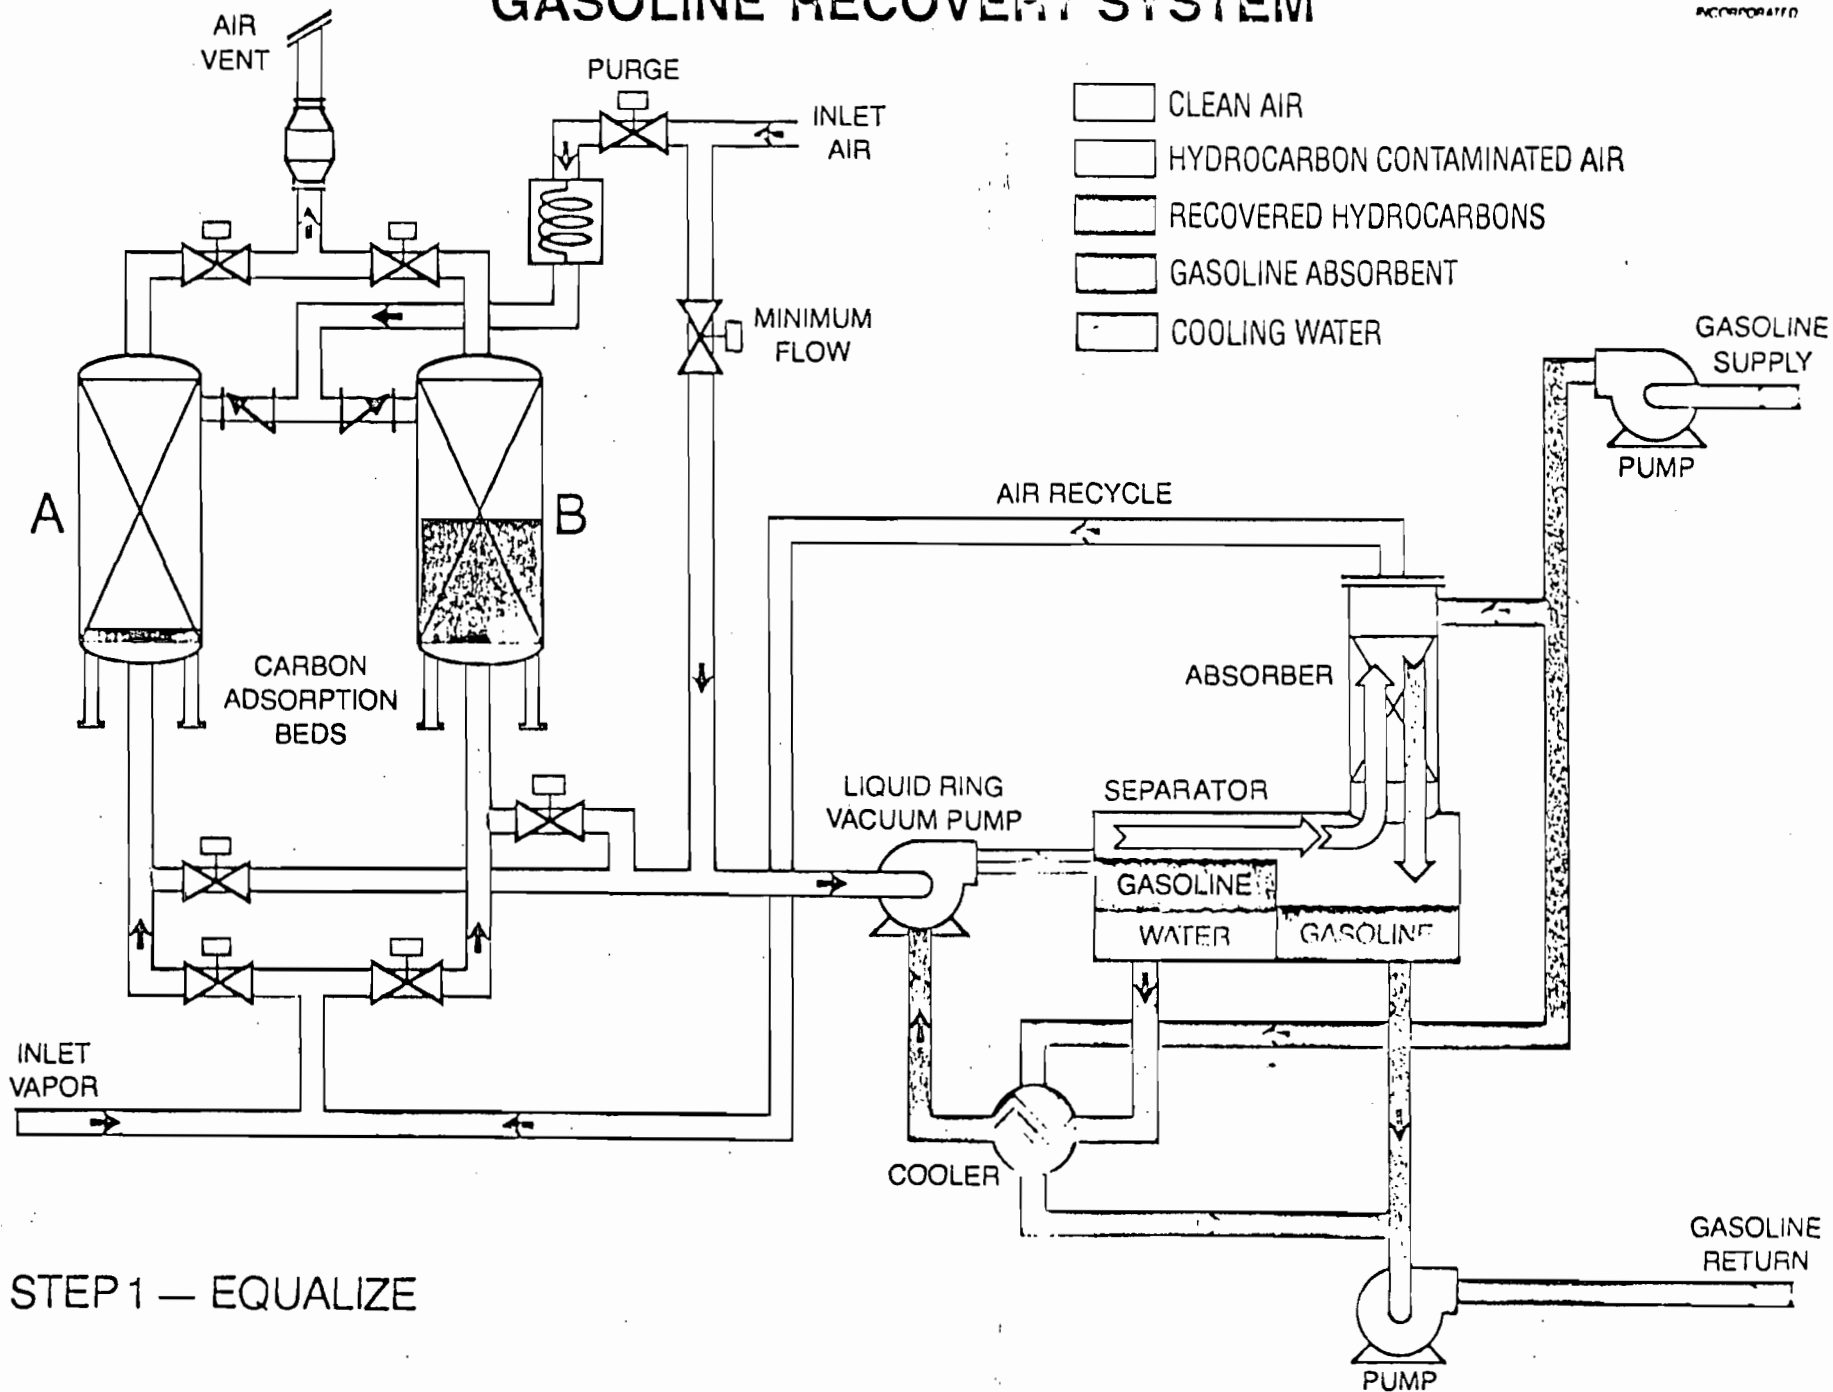 GASOLINE RECOVERY SYSTEM
INCORPORATED
AIR
VENT
PURGE
INLET
AIR
CLEAN AIR
HYDROCARBON CONTAMINATED AIR
RECOVERED HYDROCARBONS
GASOLINE ABSORBENT
COOLING WATER
MINIMUM
FLOW
GASOLINE
SUPPLY
PUMP
A
B
AIR RECYCLE
ABSORBER
CARBON
ADSORPTION
BEDS
LIQUID RING
VACUUM PUMP
SEPARATOR
GASOLINE
WATER
GASOLINE
INLET
VAPOR
COOLER
GASOLINE
RETURN
STEP 1 — EQUALIZE
PUMP